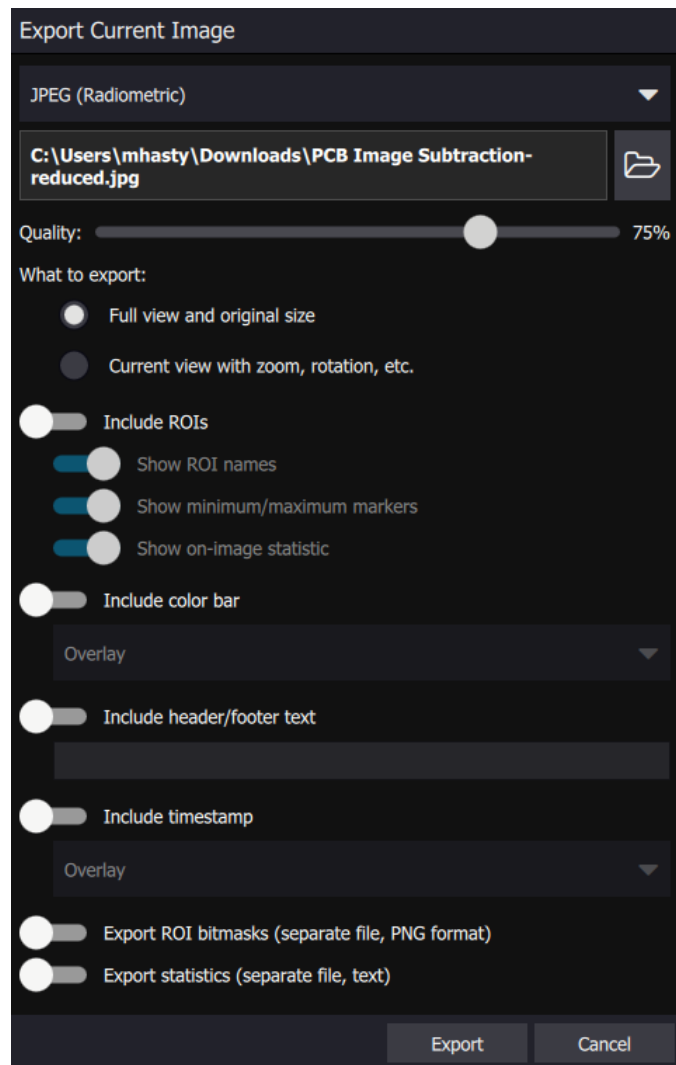 Export Current Image
JPEG (Radiometric)
C:\Users\mhasty\Downloads\PCB Image Subtraction-
reduced.jpg
Quality: 75%
What to export:
Full view and original size
Current view with zoom, rotation, etc.
Include ROIs
Show ROI names
Show minimum/maximum markers
Show on-image statistic
Include color bar
Overlay
Include header/footer text
Include timestamp
Overlay
Export ROI bitmasks (separate file, PNG format)
Export statistics (separate file, text)
Export Cancel